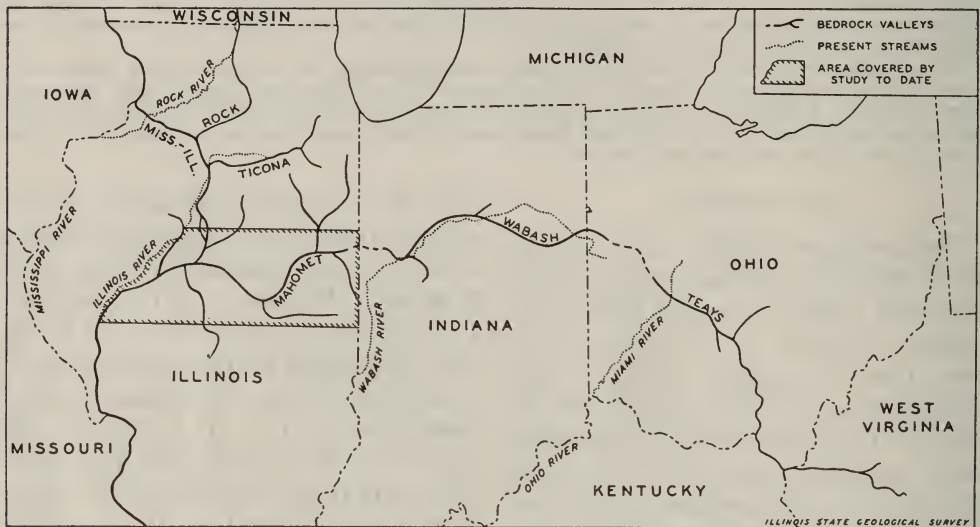 WISCONSIN
BEDROCK VALLEYS
PRESENT STREAMS
AREA COVERED BY
STUDY TO DATE
MICHIGAN
IOWA
ROCK RIVER
ROCK
MISS.-ILL.
TICONA
MISSISSIPPI RIVER
ILLINOIS RIVER
MAHOMET
WABASH
OHIO
TEAYS
INDIANA
WABASH RIVER
MIAMI RIVER
ILLINOIS
WEST
VIRGINIA
MISSOURI
OHIO RIVER
KENTUCKY
ILLINOIS STATE GEOLOGICAL SURVEY